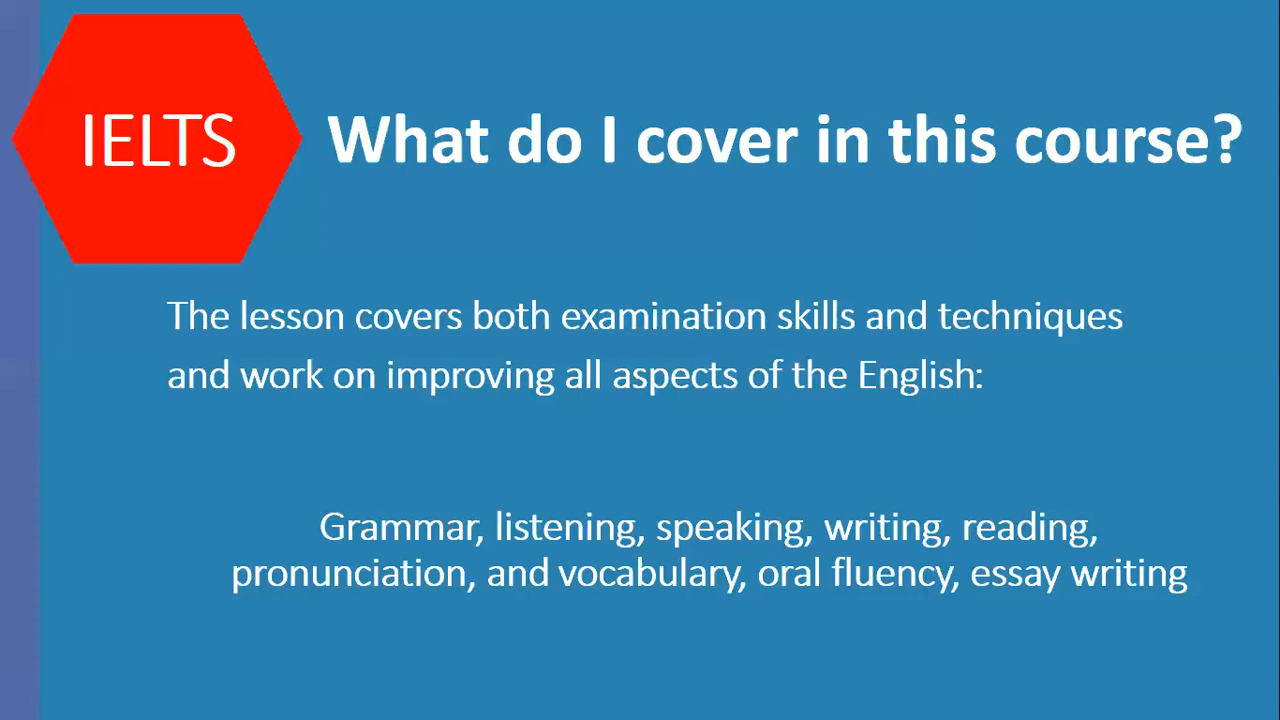 IELTS
What do I cover in this course?
The lesson covers both examination skills and techniques
and work on improving all aspects of the English:
Grammar, listening, speaking, writing, reading,
pronunciation, and vocabulary, oral fluency, essay writing